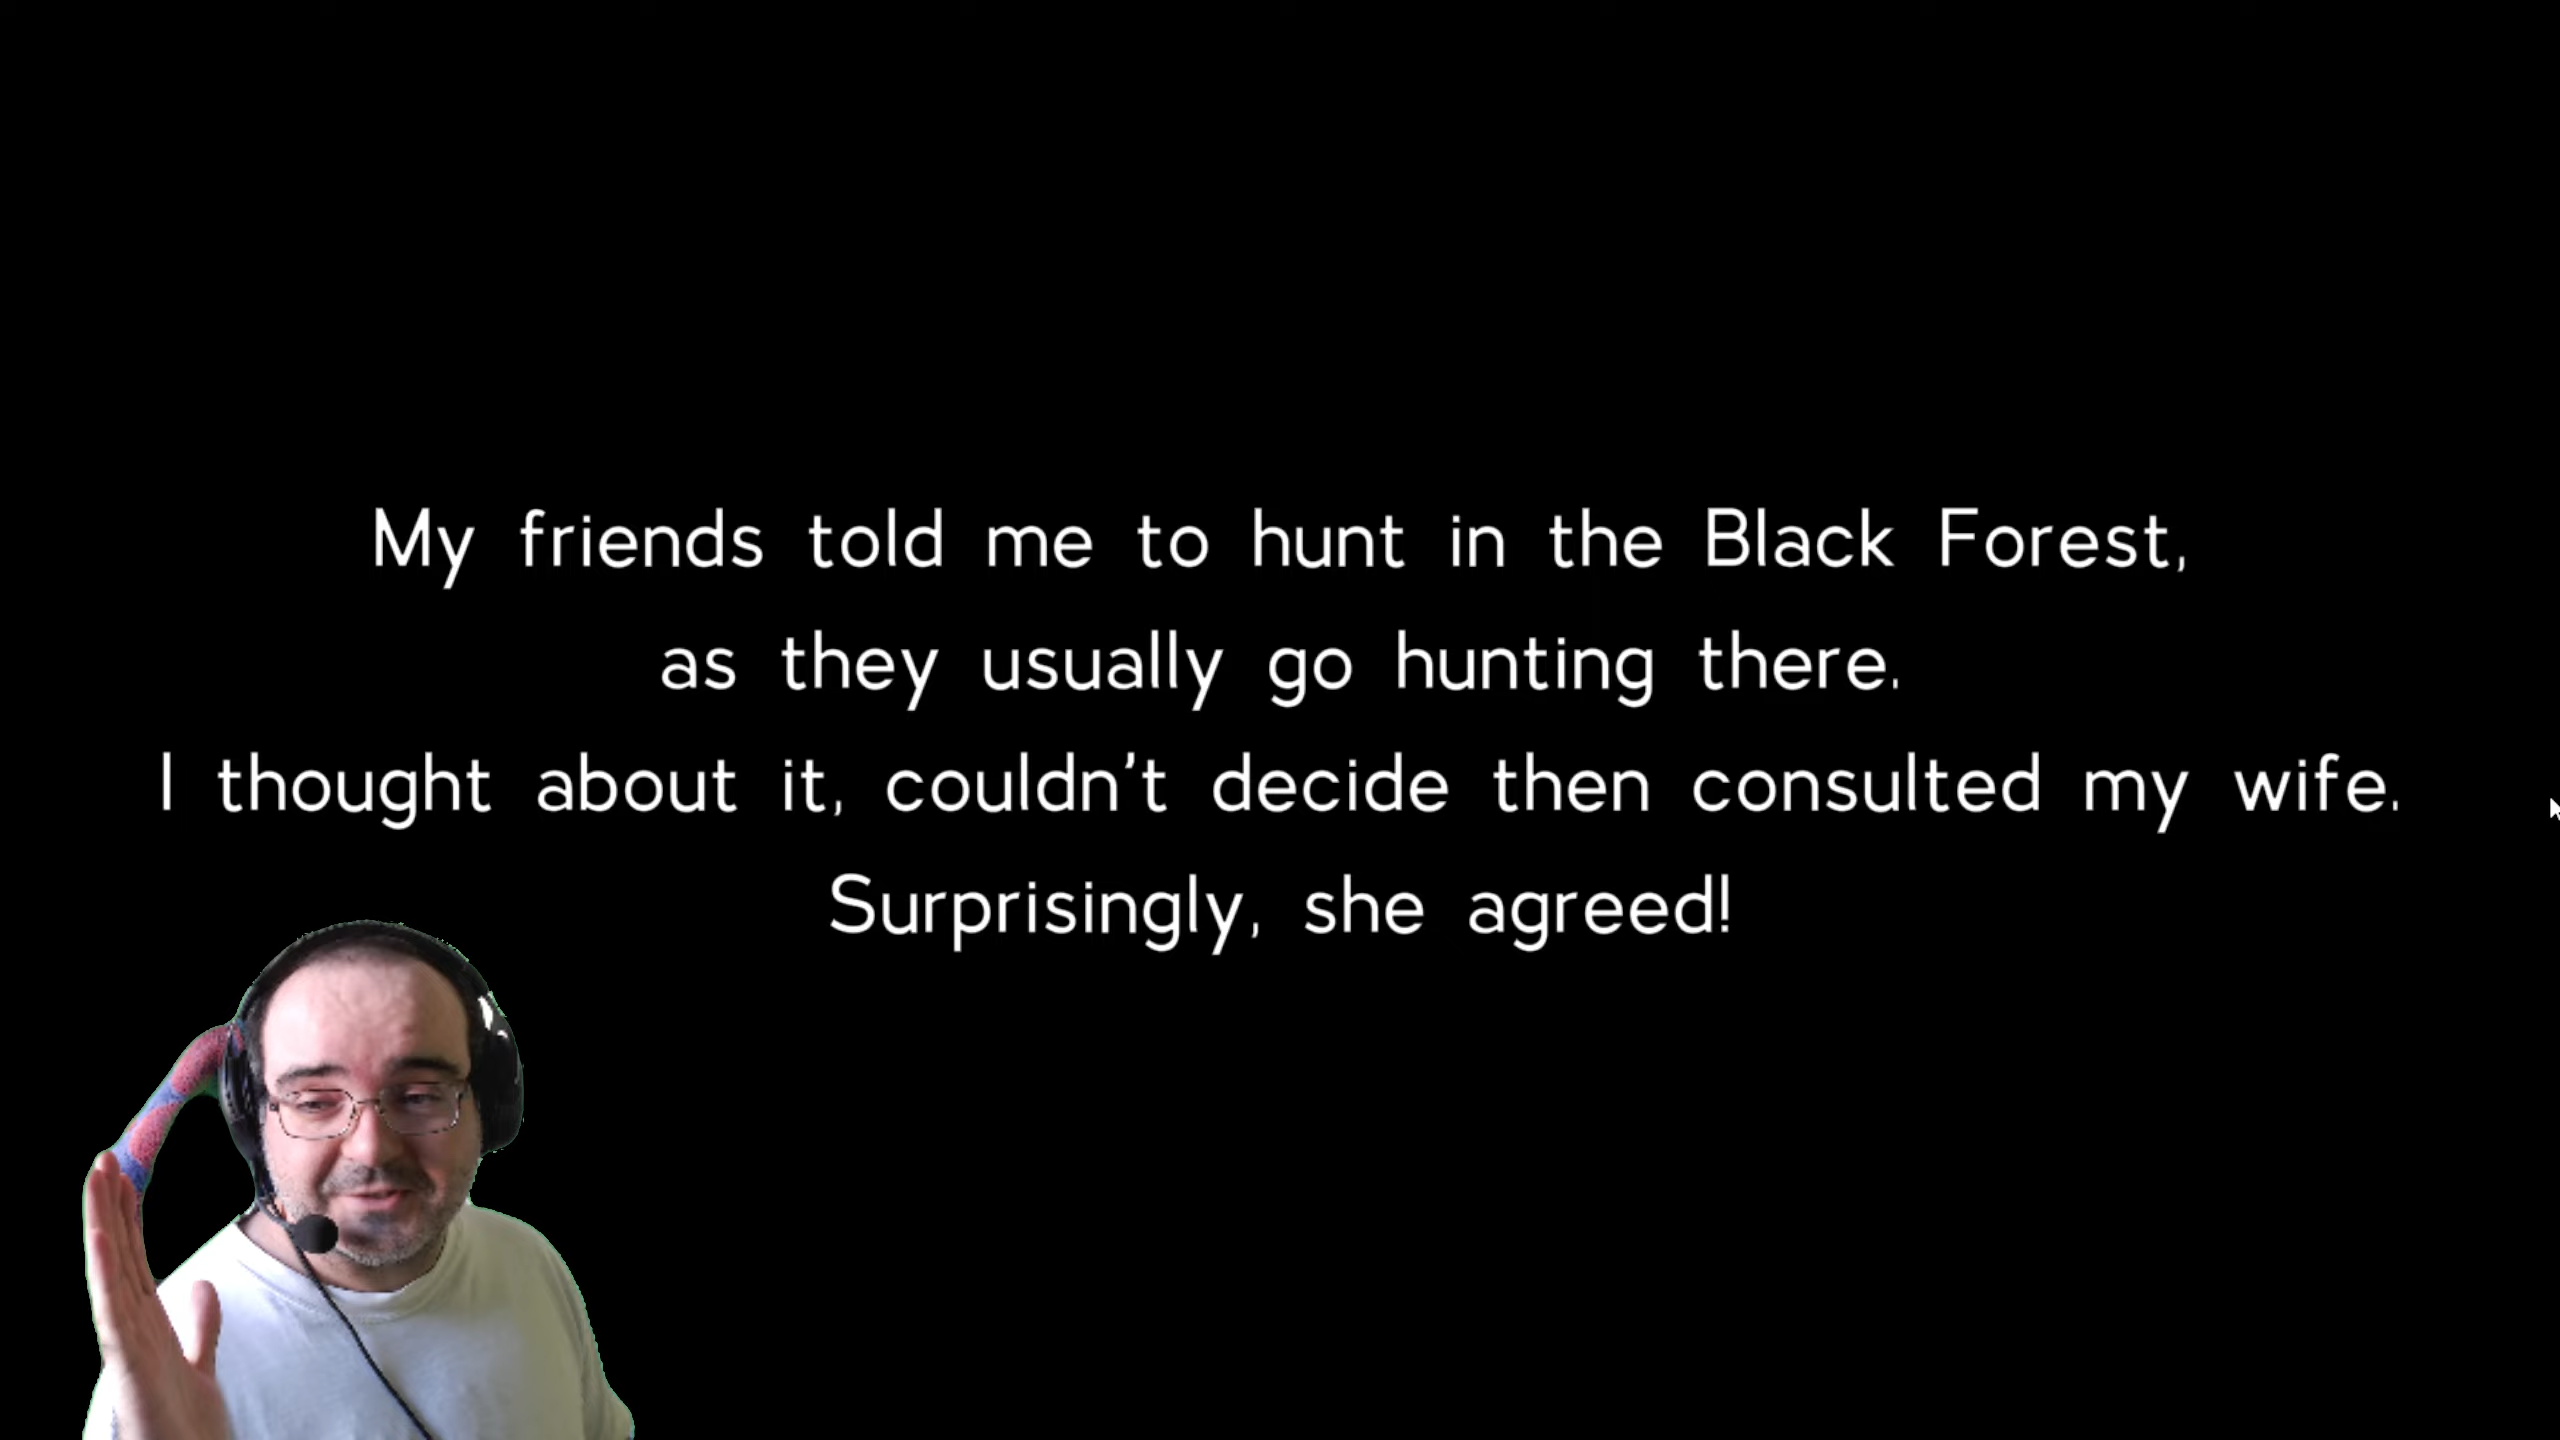 My friends told me to hunt in the Black Forest,
as they usually go hunting there.
I thought about it, couldn't decide then consulted my wife.
Surprisingly, she agreed!